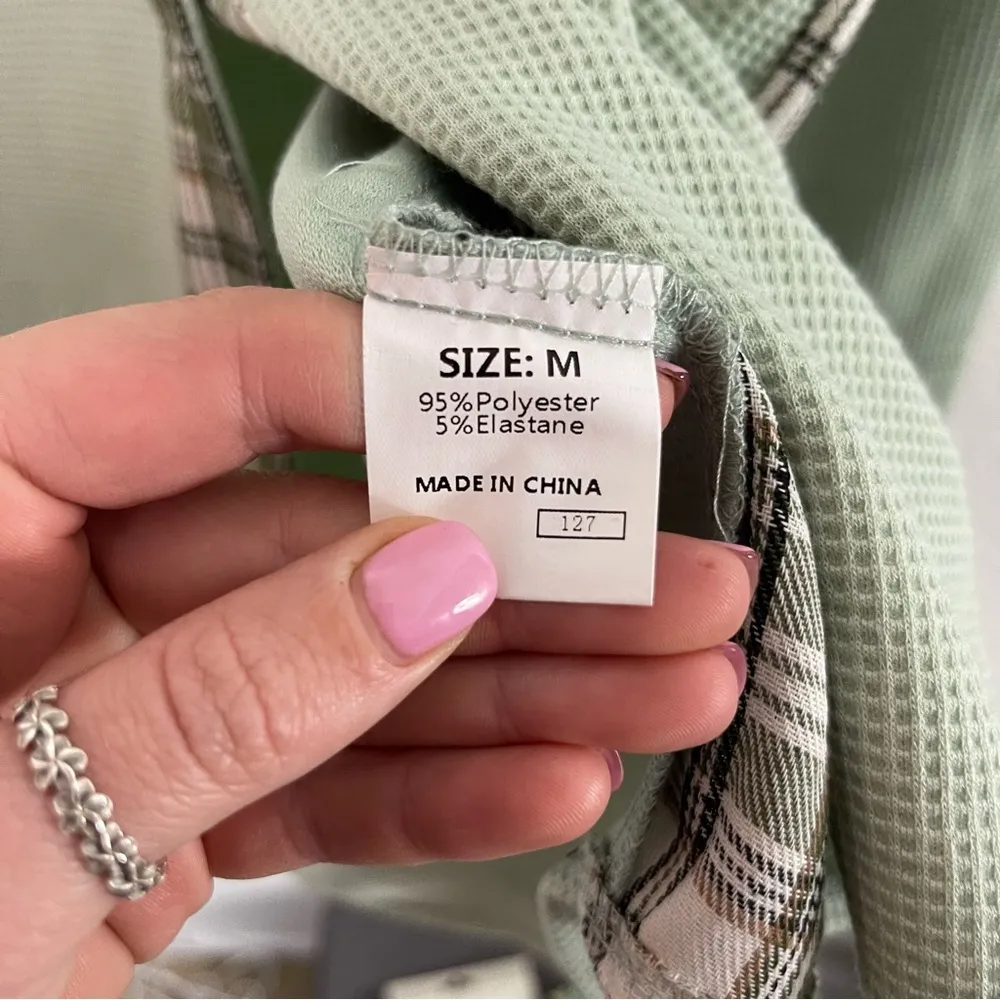 SIZE: M
95%Polyester
5%Elastane
MADE IN CHINA
127